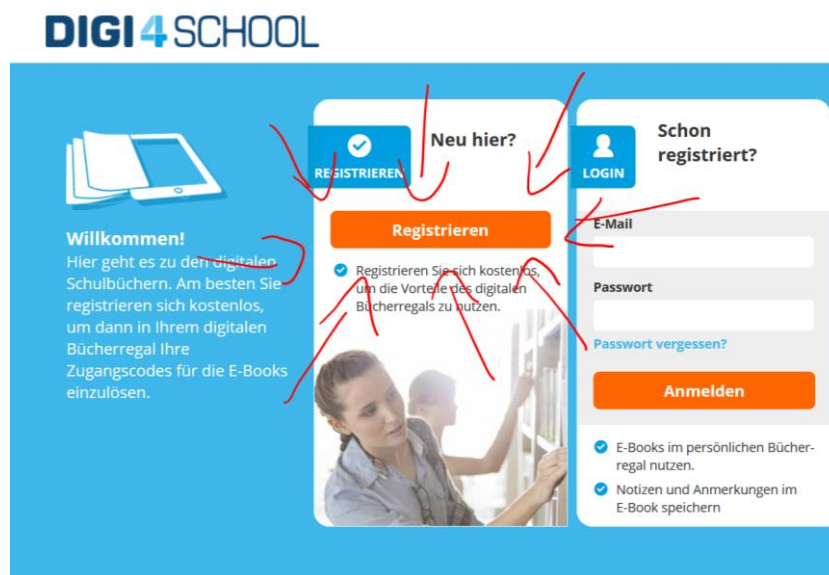 DIGI4SCHOOL
Willkommen!
Hier geht es zu den digitalen
Schulbüchern. Am besten Sie
registrieren sich kostenlos,
um dann in Ihrem digitalen
Bücherregal Ihre
Zugangscodes für die E-Books
einzulösen.
REGISTRIEREN
Neu hier?
Registrieren
Registrieren Sie sich kostenlos,
um die Vorteile des digitalen
Bücherregals zu nutzen.
LOGIN
Schon
registriert?
E-Mail
Passwort
Passwort vergessen?
Anmelden
E-Books im persönlichen Bücher-
regal nutzen.
Notizen und Anmerkungen im
E-Book speichern